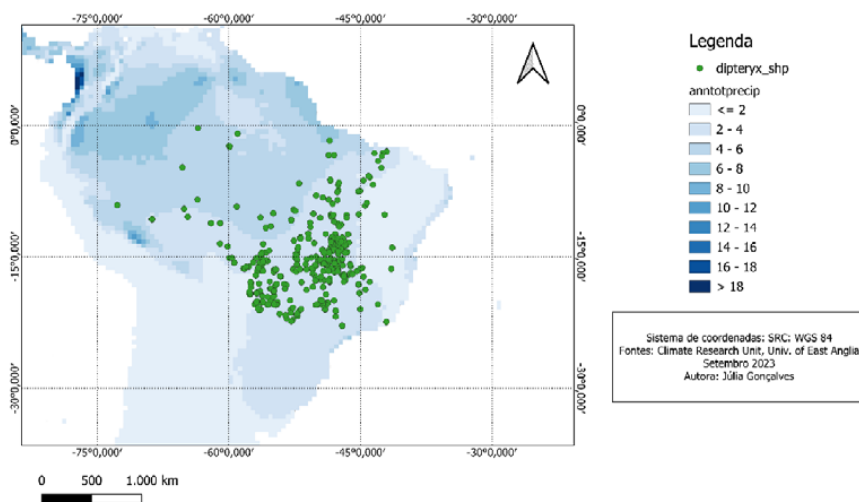 -75°0,000' -60°0,000' -45°0,000' -30°0,000'
0°0,000' 0°0,000'
-15°0,000' -15°0,000'
-30°0,000' -30°0,000'
-75°0,000' -60°0,000' -45°0,000' -30°0,000'
0 500 1.000 km
Legenda
dipteryx_shp
anntotprecip
<= 2
2 - 4
4 - 6
6 - 8
8 - 10
10 - 12
12 - 14
14 - 16
16 - 18
> 18
Sistema de coordenadas: SRC: WGS 84
Fontes: Climate Research Unit, Univ. of East Anglia
Setembro 2023
Autora: Júlia Gonçalves